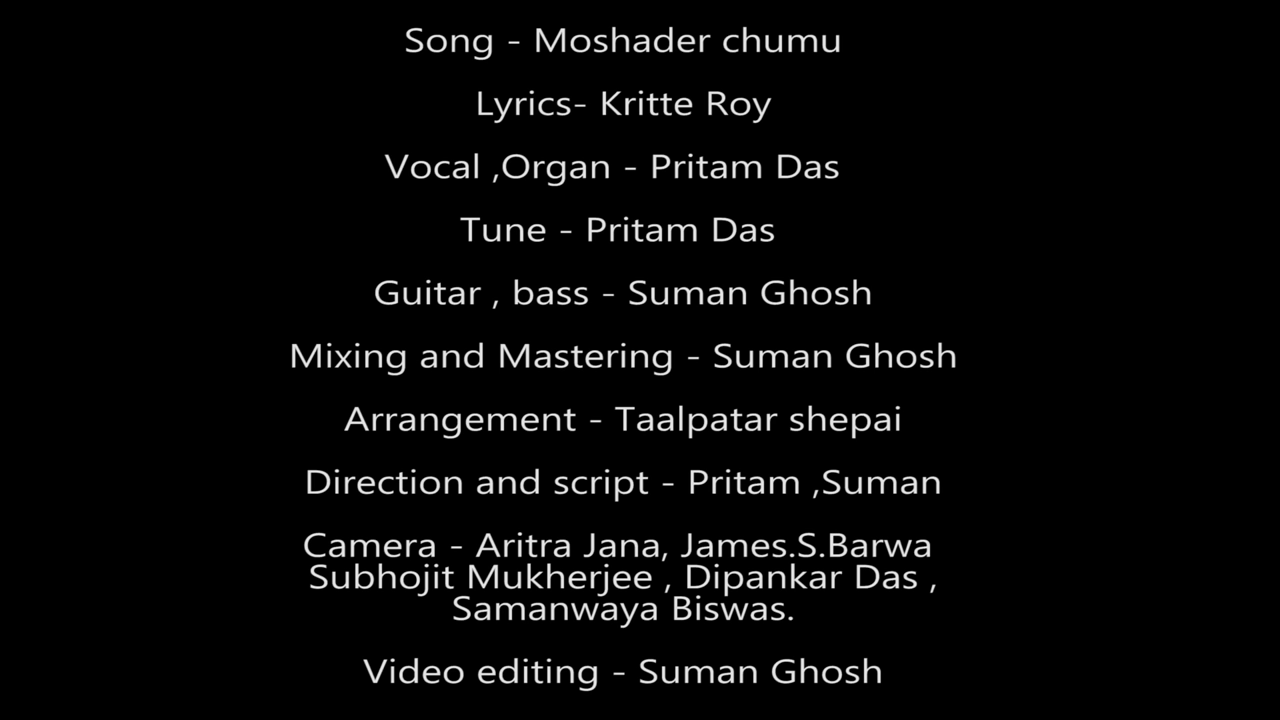 Song - Moshader chumu
Lyrics- Kritte Roy
Vocal ,Organ - Pritam Das
Tune - Pritam Das
Guitar , bass - Suman Ghosh
Mixing and Mastering - Suman Ghosh
Arrangement - Taalpatar shepai
Direction and script - Pritam ,Suman
Camera - Aritra Jana, James.S.Barwa
Subhojit Mukherjee , Dipankar Das ,
Samanwaya Biswas.
Video editing - Suman Ghosh